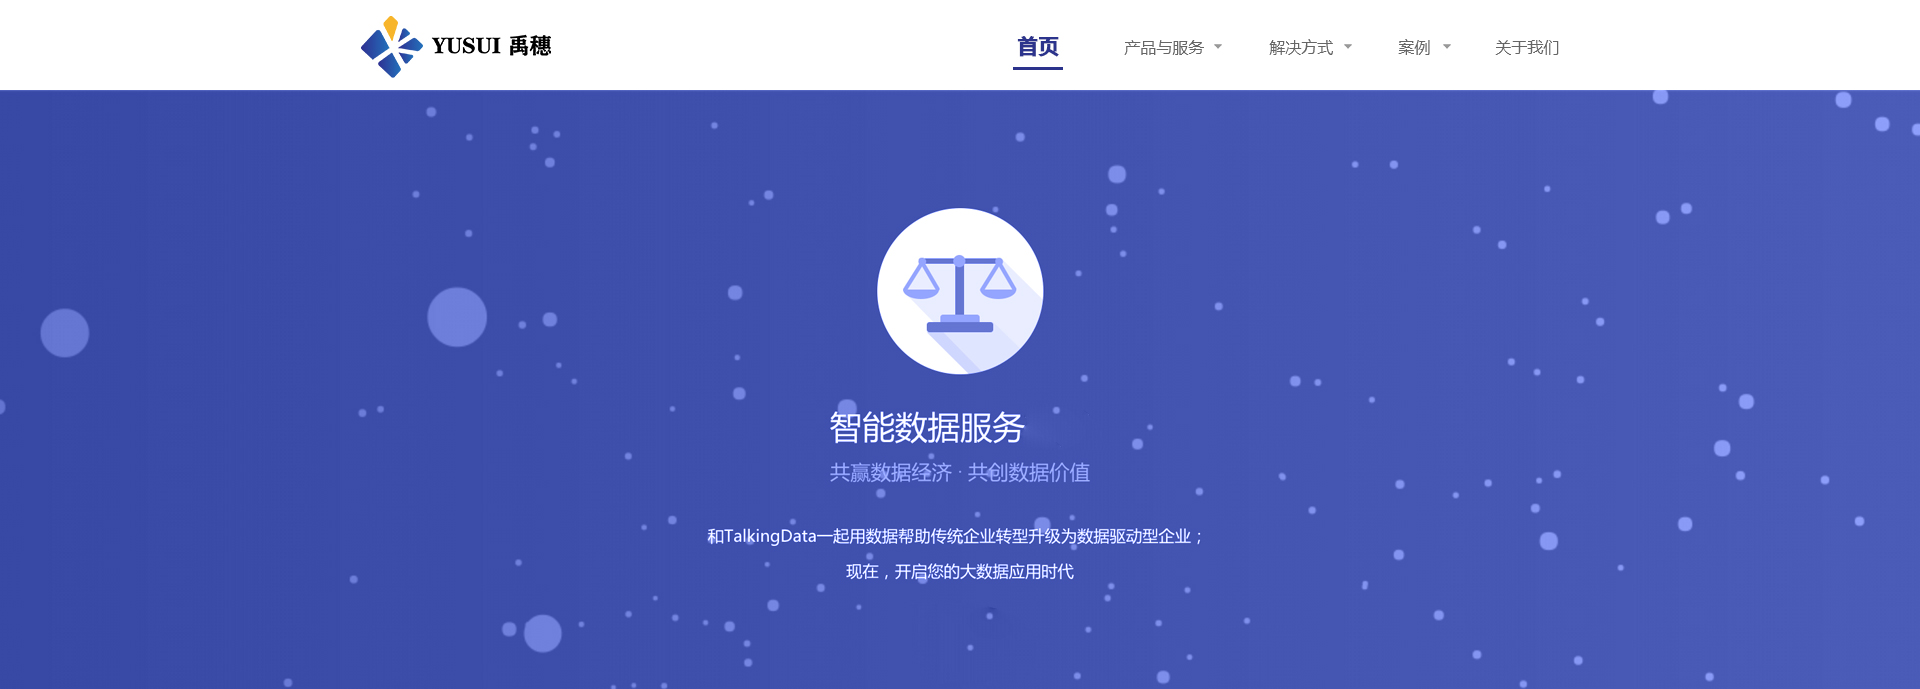 YUSUI 禹穗
首页 产品与服务 解决方式 案例 关于我们
智能数据服务
共赢数据经济 · 共创数据价值
和TalkingData一起用数据帮助传统企业转型升级为数据驱动型企业；
现在，开启您的大数据应用时代